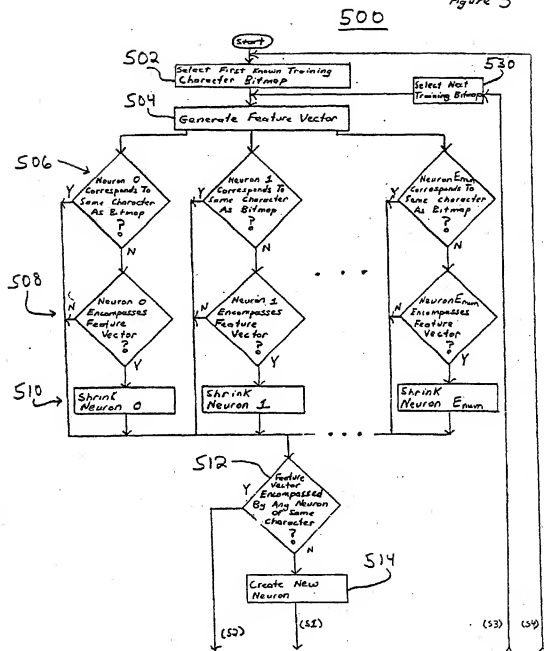 Figure 5
500
Start
502
Select First Known Training
Character Bitmap
530
Select Next
Training Bitmap
504
Generate Feature Vector
506
Neuron 0
Corresponds To
Same Character
As Bitmap
?
Y
N
Neuron 1
Corresponds To
Same Character
As Bitmap
?
Y
N
Neuron Enum
Corresponds To
Same Character
As Bitmap
?
Y
N
508
Neuron 0
Encompasses
Feature
Vector
?
N
Y
Neuron 1
Encompasses
Feature
Vector
?
N
Y
Neuron Enum
Encompasses
Feature
Vector
?
N
Y
510
Shrink
Neuron 0
Shrink
Neuron 1
Shrink
Neuron Enum
512
Feature
Vector
Encompassed
By Any Neuron
of Same
Character
?
Y
N
514
Create New
Neuron
(S2)
(S1)
(S3)
(S4)